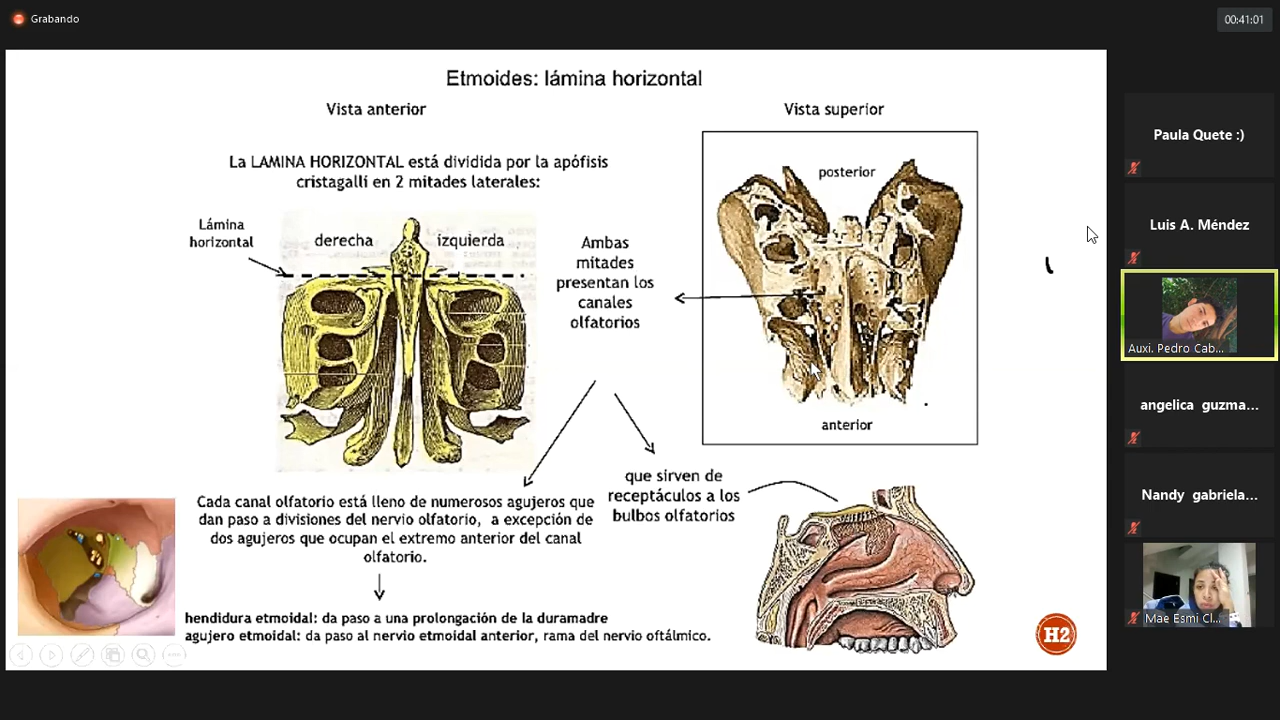 Grabando
00:41:01
Etmoides: lámina horizontal
Vista anterior
Vista superior
La LAMINA HORIZONTAL está dividida por la apófisis
cristagalli en 2 mitades laterales:
Lámina
horizontal
derecha
izquierda
Ambas
mitades
presentan los
canales
olfatorios
posterior
anterior
Cada canal olfatorio está lleno de numerosos agujeros que
dan paso a divisiones del nervio olfatorio, a excepción de
dos agujeros que ocupan el extremo anterior del canal
olfatorio.
que sirven de
receptáculos a los
bulbos olfatorios
hendidura etmoidal: da paso a una prolongación de la duramadre
agujero etmoidal: da paso al nervio etmoidal anterior, rama del nervio oftálmico.
H2
Paula Quete :)
Luis A. Méndez
Auxi. Pedro Cab...
angelica guzma...
Nandy gabriela...
Mae Esmi Cl...